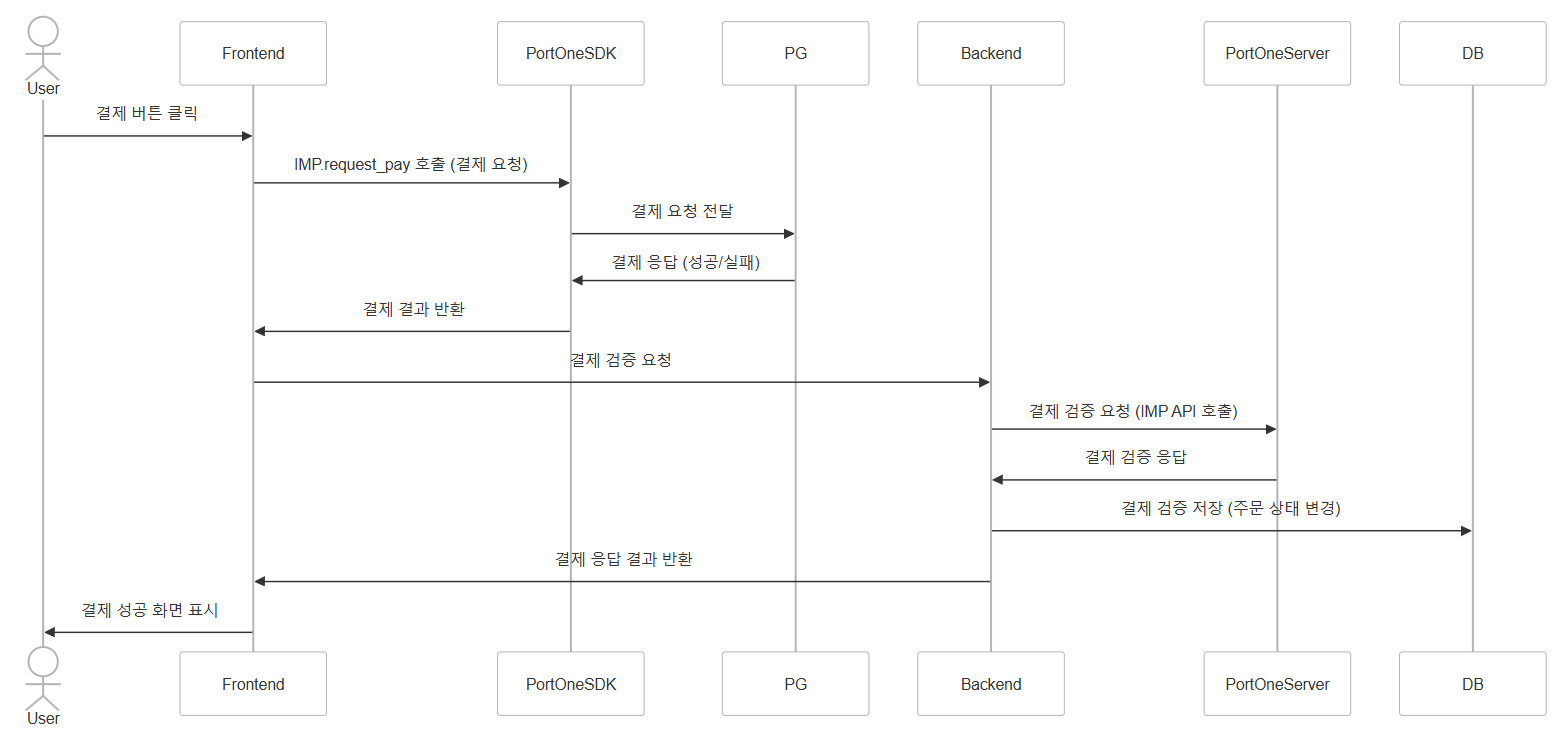 User
Frontend
PortOneSDK
PG
Backend
PortOneServer
DB
결제 버튼 클릭
IMP.request_pay 호출 (결제 요청)
결제 요청 전달
결제 응답 (성공/실패)
결제 결과 반환
결제 검증 요청
결제 검증 요청 (IMP API 호출)
결제 검증 응답
결제 검증 저장 (주문 상태 변경)
결제 응답 결과 반환
결제 성공 화면 표시
User
Frontend
PortOneSDK
PG
Backend
PortOneServer
DB